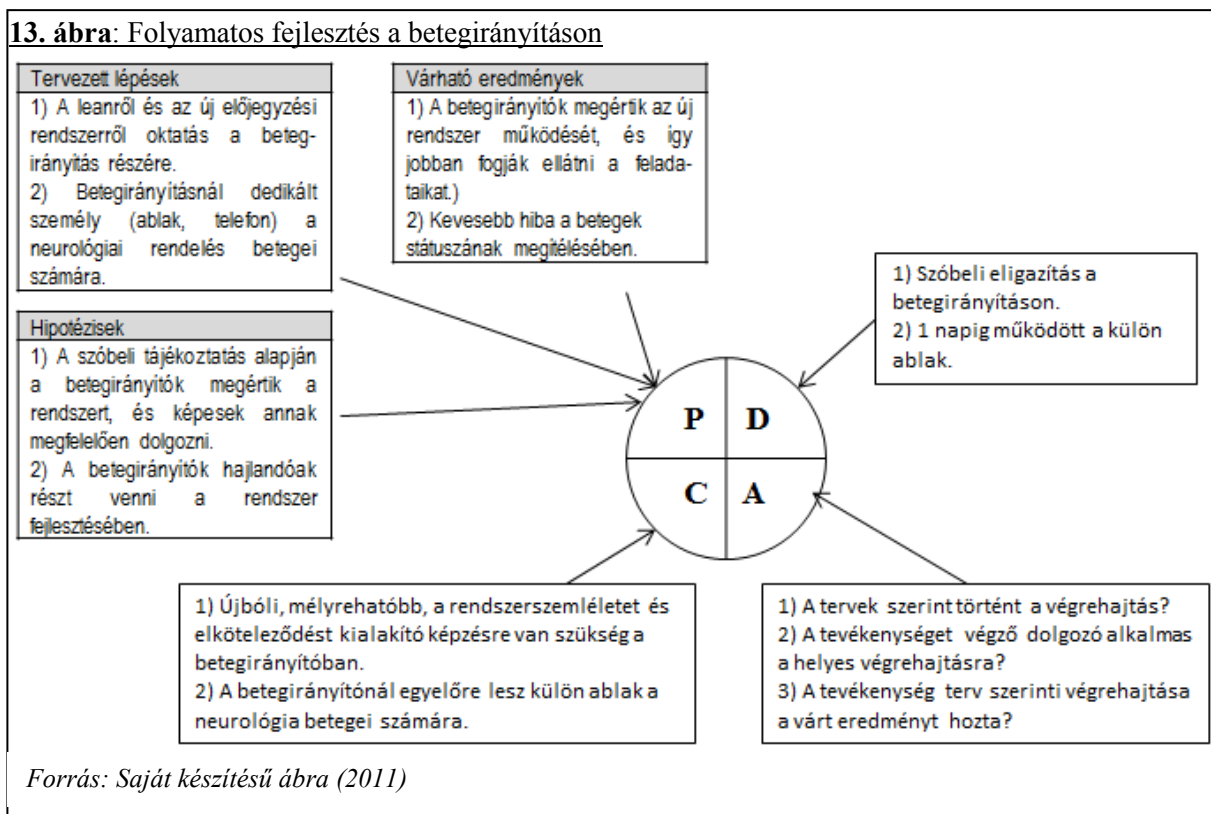 13. ábra: Folyamatos fejlesztés a betegirányításon
Tervezett lépések
1) A leanről és az új előjegyzési
rendszerről oktatás a beteg-
irányítás részére.
2) Betegirányításnál dedikált
személy (ablak, telefon) a
neurológiai rendelés betegei
számára.
Várható eredmények
1) A betegirányítók megértik az új
rendszer működését, és így
jobban fogják ellátni a felada-
taikat.)
2) Kevesebb hiba a betegek
státuszának megítélésében.
1) Szóbeli eligazítás a
betegirányításon.
2) 1 napig működött a külön
ablak.
Hipotézisek
1) A szóbeli tájékoztatás alapján
a betegirányítók megértik a
rendszert, és képesek annak
megfelelően dolgozni.
2) A betegirányítók hajlandóak
részt venni a rendszer
fejlesztésében.
P D
C A
1) Újbóli, mélyrehatóbb, a rendszerszemléletet és
elköteleződést kialakító képzésre van szükség a
betegirányítóban.
2) A betegirányítónál egyelőre lesz külön ablak a
neurológia betegei számára.
1) A tervek szerint történt a végrehajtás?
2) A tevékenységet végző dolgozó alkalmas
a helyes végrehajtásra?
3) A tevékenység terv szerinti végrehajtása
a várt eredményt hozta?
Forrás: Saját készítésű ábra (2011)